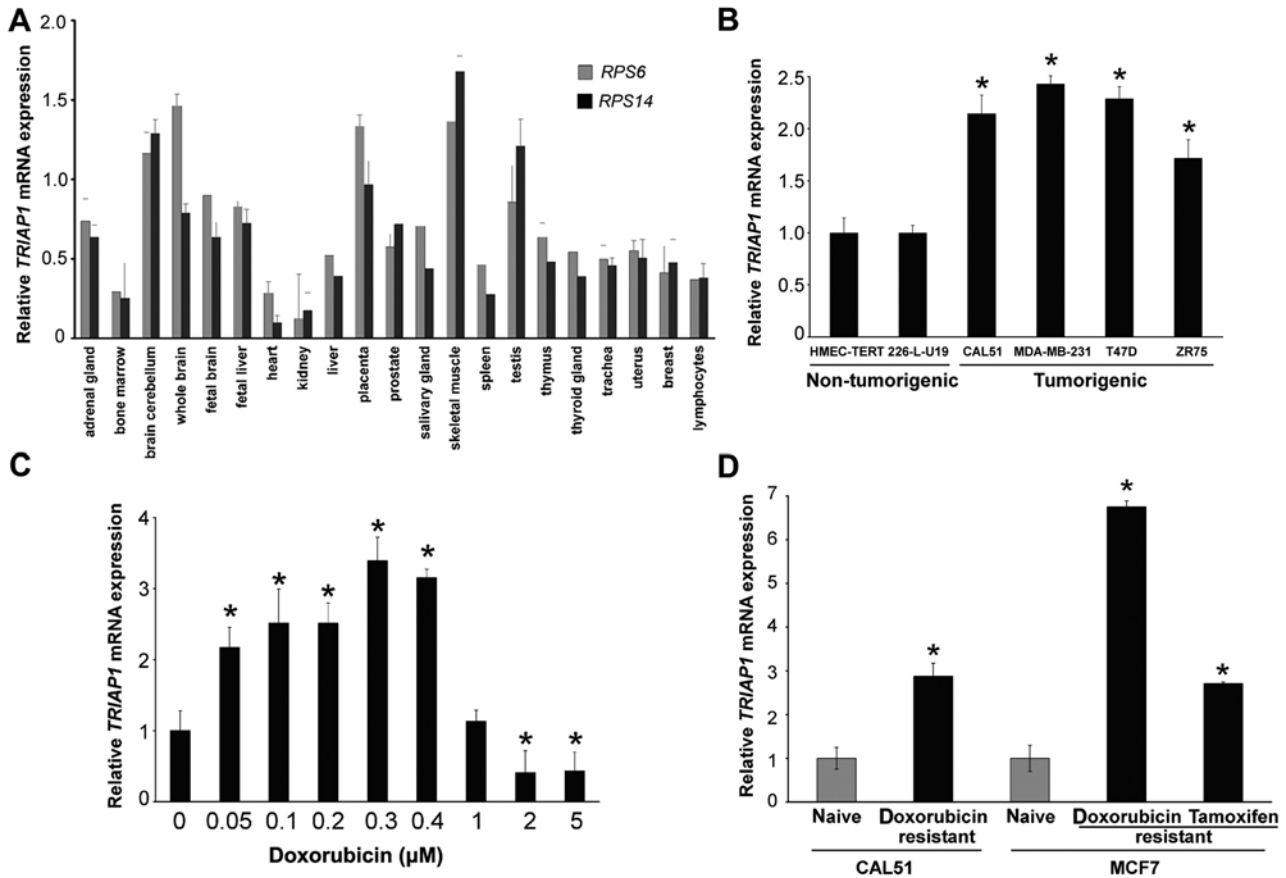 A
Relative TRIAP1 mRNA expression
2.0
1.5
1.0
0.5
0
RPS6
RPS14
adrenal gland
bone marrow
brain cerebellum
whole brain
fetal brain
fetal liver
heart
kidney
liver
placenta
prostate
salivary gland
skeletal muscle
spleen
testis
thymus
thyroid gland
trachea
uterus
breast
lymphocytes
B
Relative TRIAP1 mRNA expression
2.5
2.5
1.5
1.0
0.5
0
* * * *
HMEC-TERT 226-L-U19 CAL51 MDA-MB-231 T47D ZR75
Non-tumorigenic Tumorigenic
C
Relative TRIAP1 mRNA expression
4
3
2
1
0
* * * * * * *
0 0.05 0.1 0.2 0.3 0.4 1 2 5
Doxorubicin (µM)
D
Relative TRIAP1 mRNA expression
7
6
5
4
3
2
1
0
* * *
Naive Doxorubicin Naive Doxorubicin Tamoxifen
resistant resistant
CAL51 MCF7